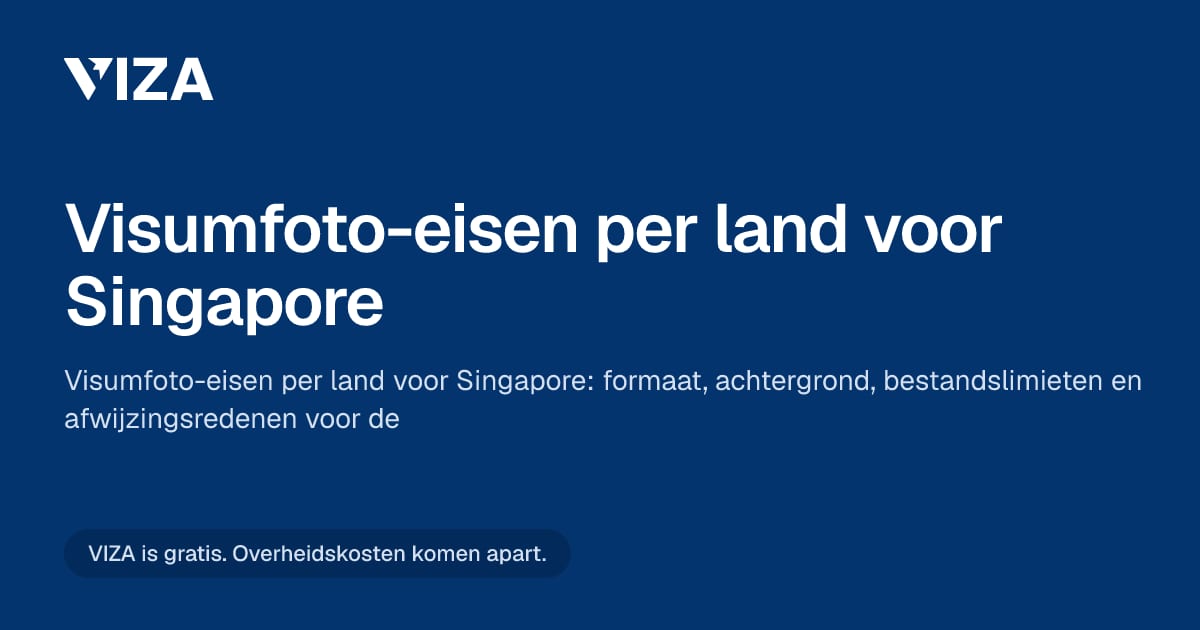 VIZA
Visumfoto-eisen per land voor
Singapore
Visumfoto-eisen per land voor Singapore: formaat, achtergrond, bestandslimieten en
afwijzingsredenen voor de
VIZA is gratis. Overheidskosten komen apart.